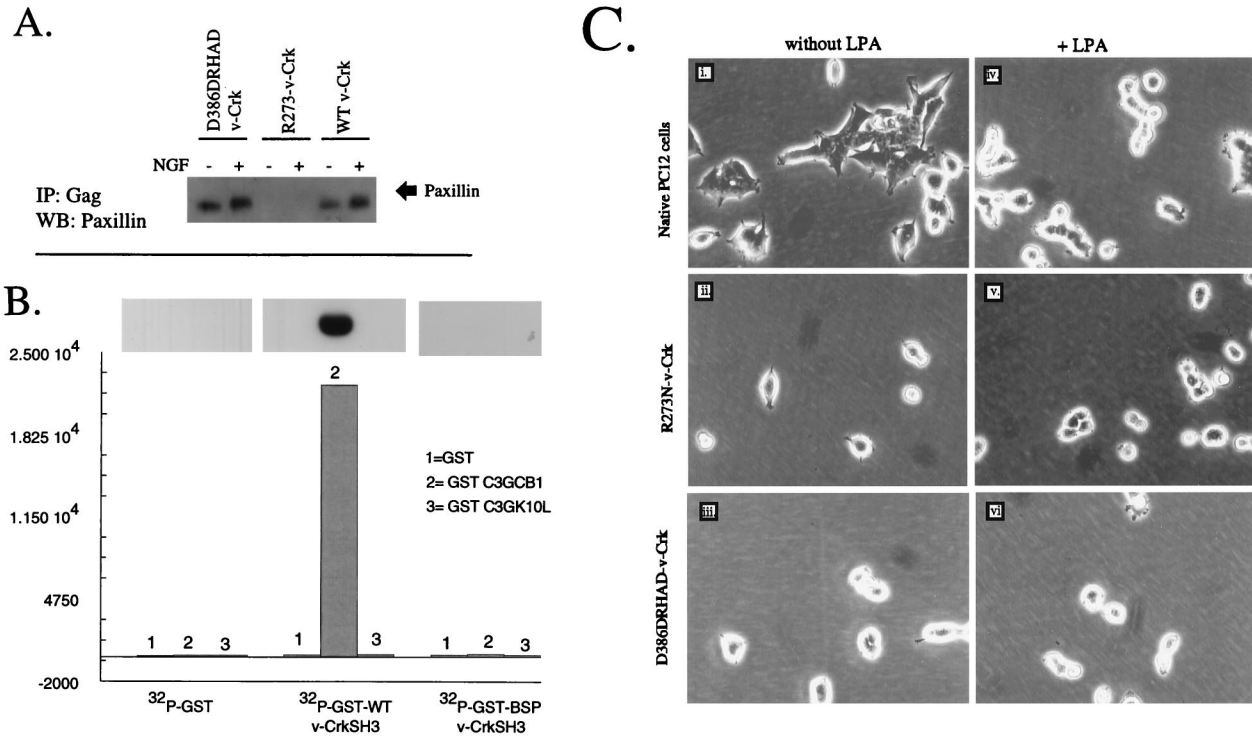 A.
D386DRHAD
v-Crk
R273-v-Crk
WT v-Crk
NGF - + - + - +
IP: Gag
WB: Paxillin
Paxillin
B.
2.500 10^4
1.825 10^4
1.150 10^4
4750
-2000
1 2 3
1 2 3
1 2 3
1=GST
2= GST C3GCB1
3= GST C3GK10L
32P-GST
32P-GST-WT
v-CrkSH3
32P-GST-BSP
v-CrkSH3
C.
without LPA
+ LPA
Native PC12 cells
i.
iv.
R273N-v-Crk
ii.
v.
D386DRHAD-v-Crk
iii.
vi